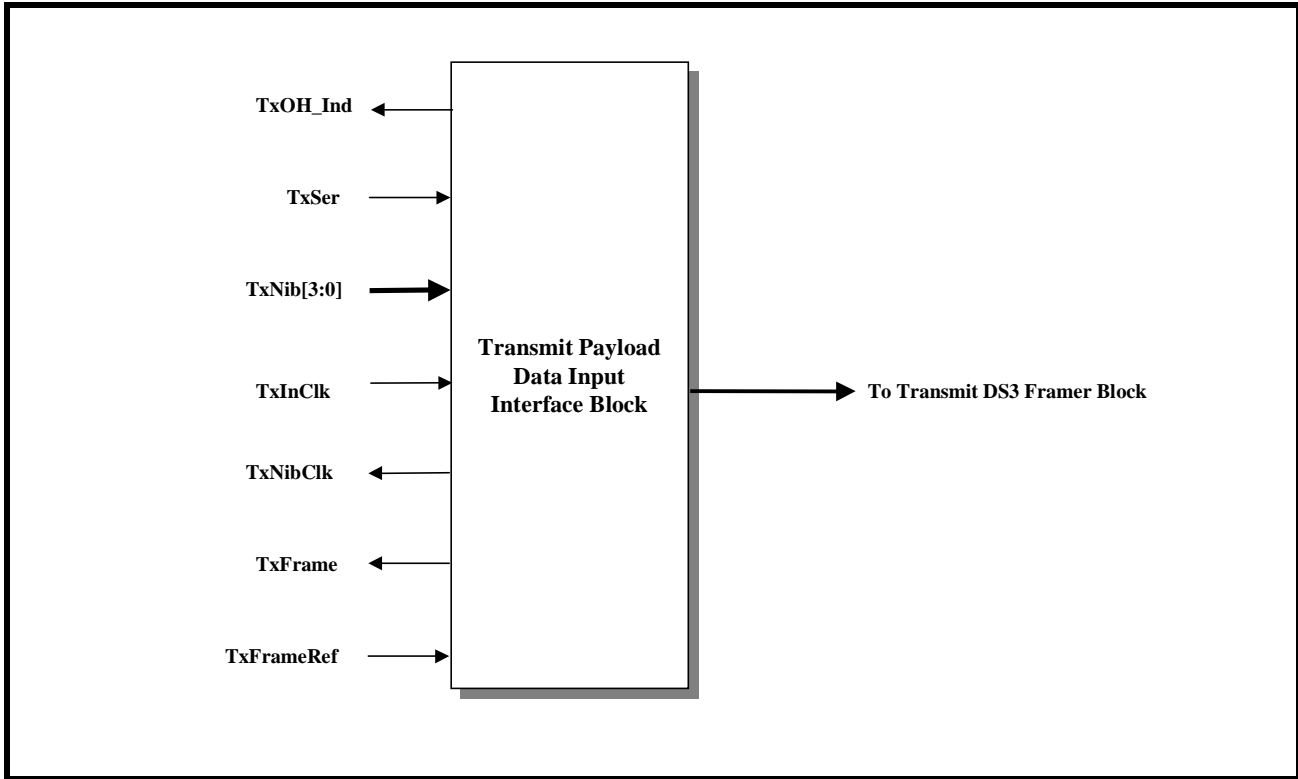 TxOH_Ind
TxSer
TxNib[3:0]
TxInClk
TxNibClk
TxFrame
TxFrameRef
Transmit Payload
Data Input
Interface Block
To Transmit DS3 Framer Block